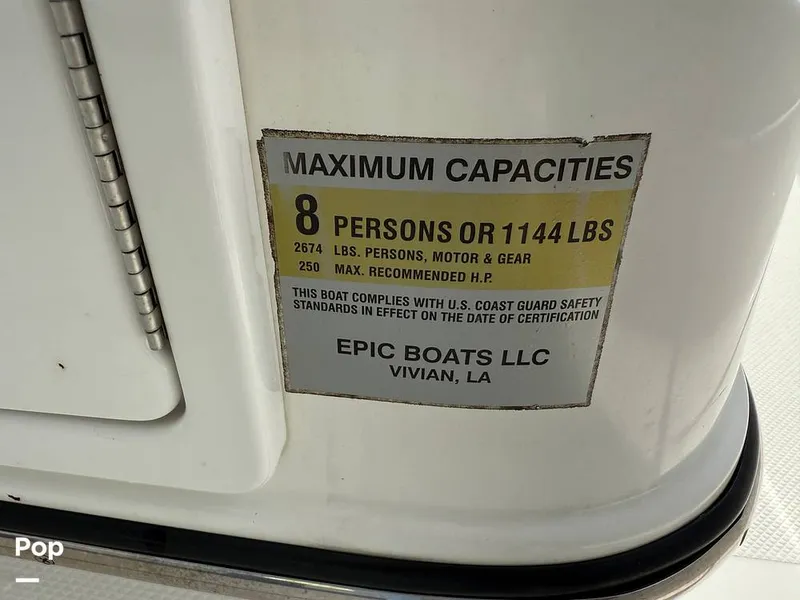 MAXIMUM CAPACITIES
8 PERSONS OR 1144 LBS
2674 LBS. PERSONS, MOTOR & GEAR
250 MAX. RECOMMENDED H.P.
THIS BOAT COMPLIES WITH U.S. COAST GUARD SAFETY
STANDARDS IN EFFECT ON THE DATE OF CERTIFICATION
EPIC BOATS LLC
VIVIAN, LA
Pop